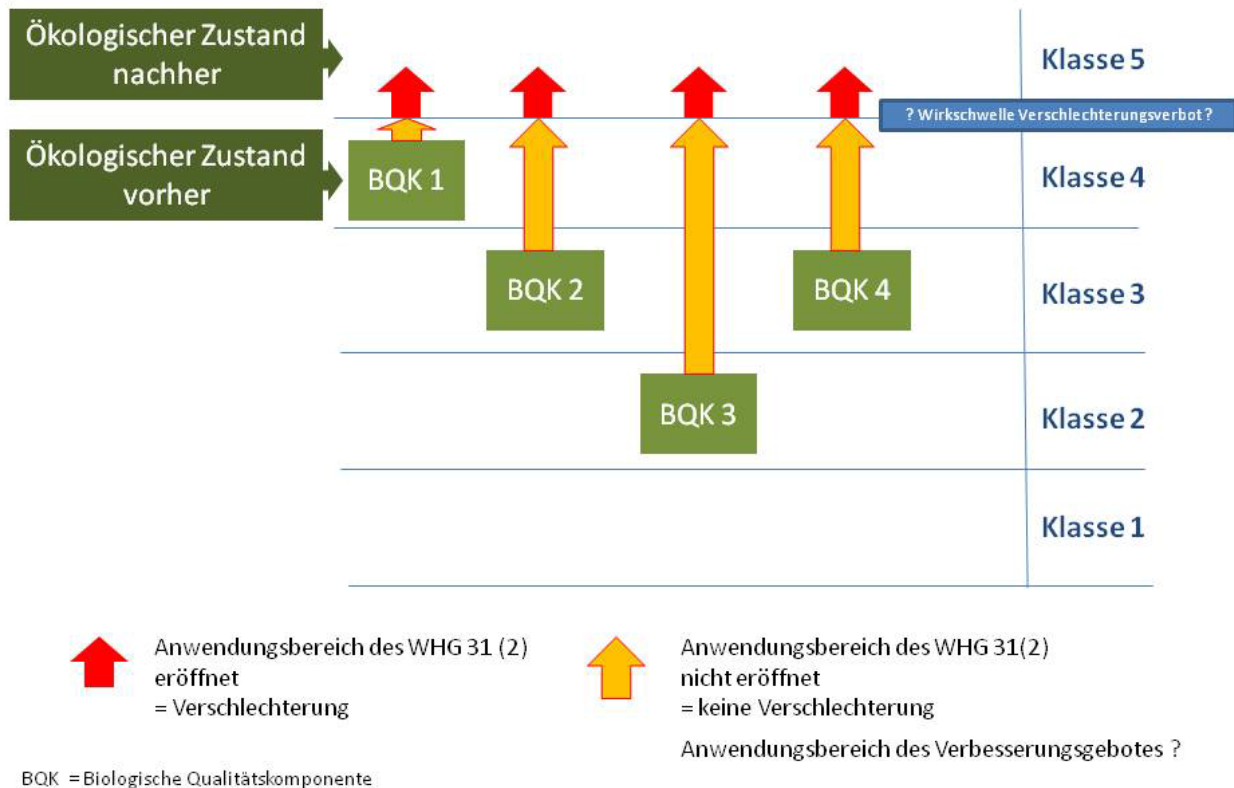 Ökologischer Zustand
nachher
Klasse 5
? Wirkschwelle Verschlechterungsverbot ?
Ökologischer Zustand
vorher
BQK 1
Klasse 4
BQK 2
BQK 4
Klasse 3
BQK 3
Klasse 2
Klasse 1
Anwendungsbereich des WHG 31 (2)
eröffnet
= Verschlechterung
Anwendungsbereich des WHG 31(2)
nicht eröffnet
= keine Verschlechterung
Anwendungsbereich des Verbesserungsgebotes ?
BQK = Biologische Qualitätskomponente